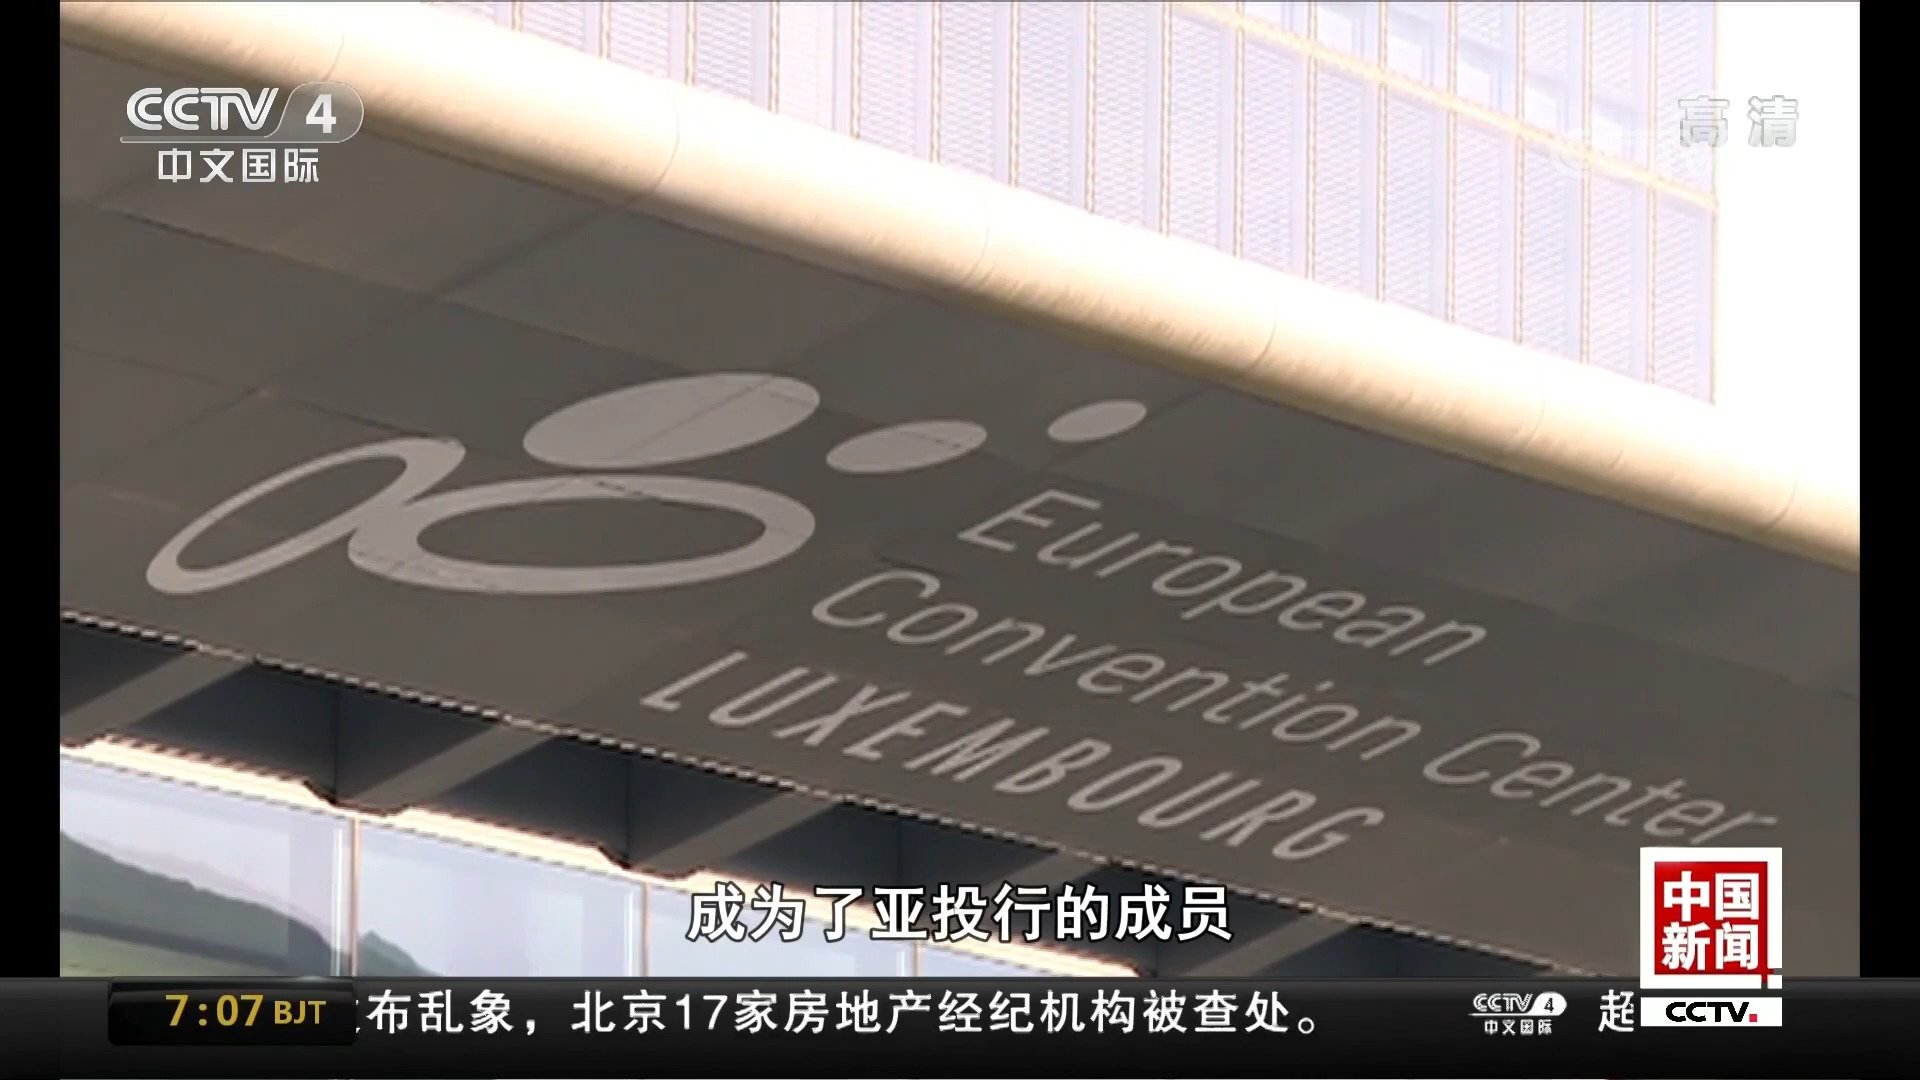 CCTV 4
中文国际
高清
European
Convention Center
LUXEMBOURG
成为了亚投行的成员
中国
新闻
7:07 BJT
布乱象，北京17家房地产经纪机构被查处。
CCTV 4
中文国际
超
CCTV.